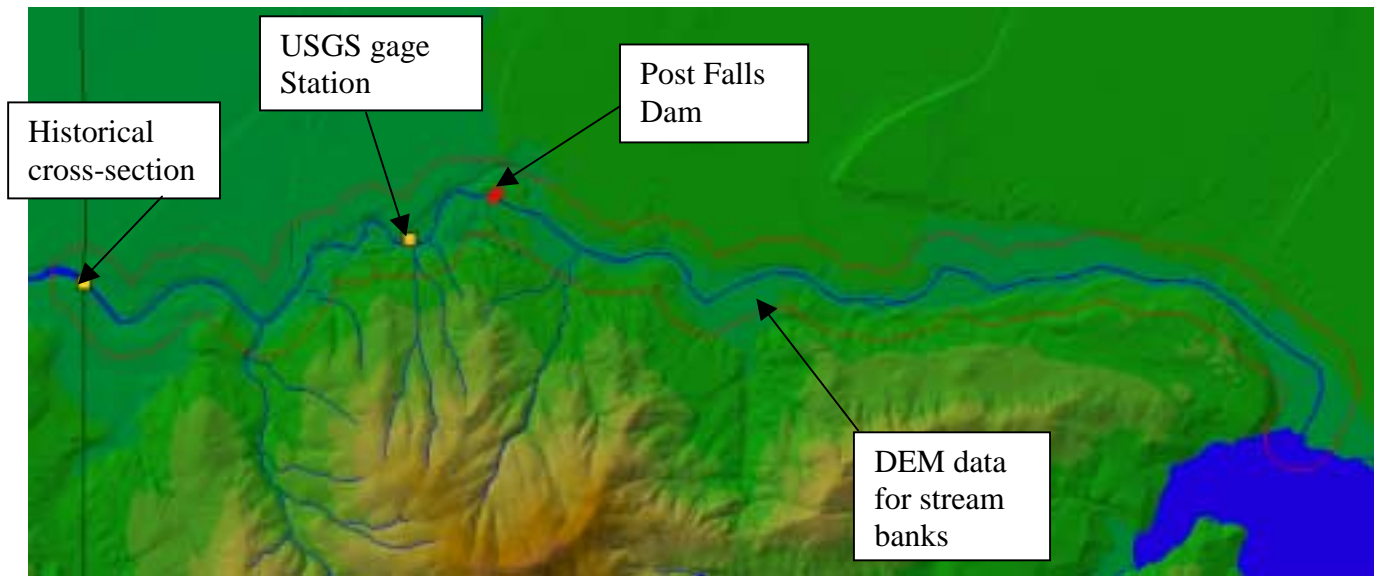 USGS gage
Station
Post Falls
Dam
Historical
cross-section
DEM data
for stream
banks